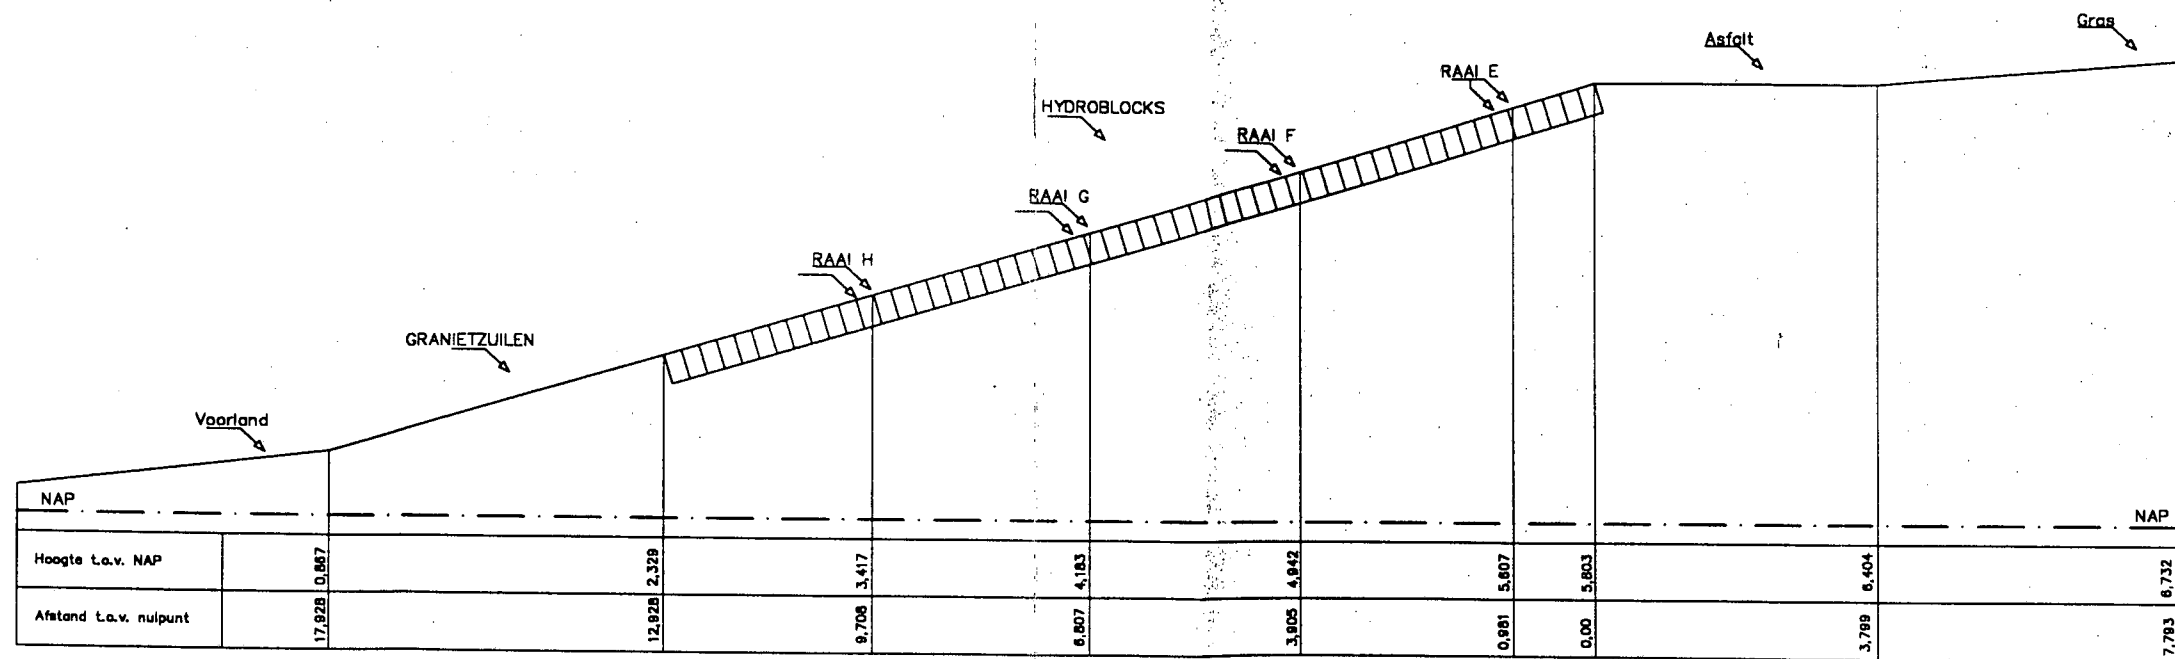 Gras
Asfalt
RAAI E
HYDROBLOCKS
RAAI F
RAAI G
RAAI H
GRANIETZUILEN
Voorland
NAP
NAP
Hoogte t.o.v. NAP 0,867 2,329 3,417 4,183 4,942 5,607 5,803 6,404 6,732
Afstand t.o.v. nulpunt 17,928 12,928 9,708 6,807 3,905 0,981 0,00 3,799 7,793